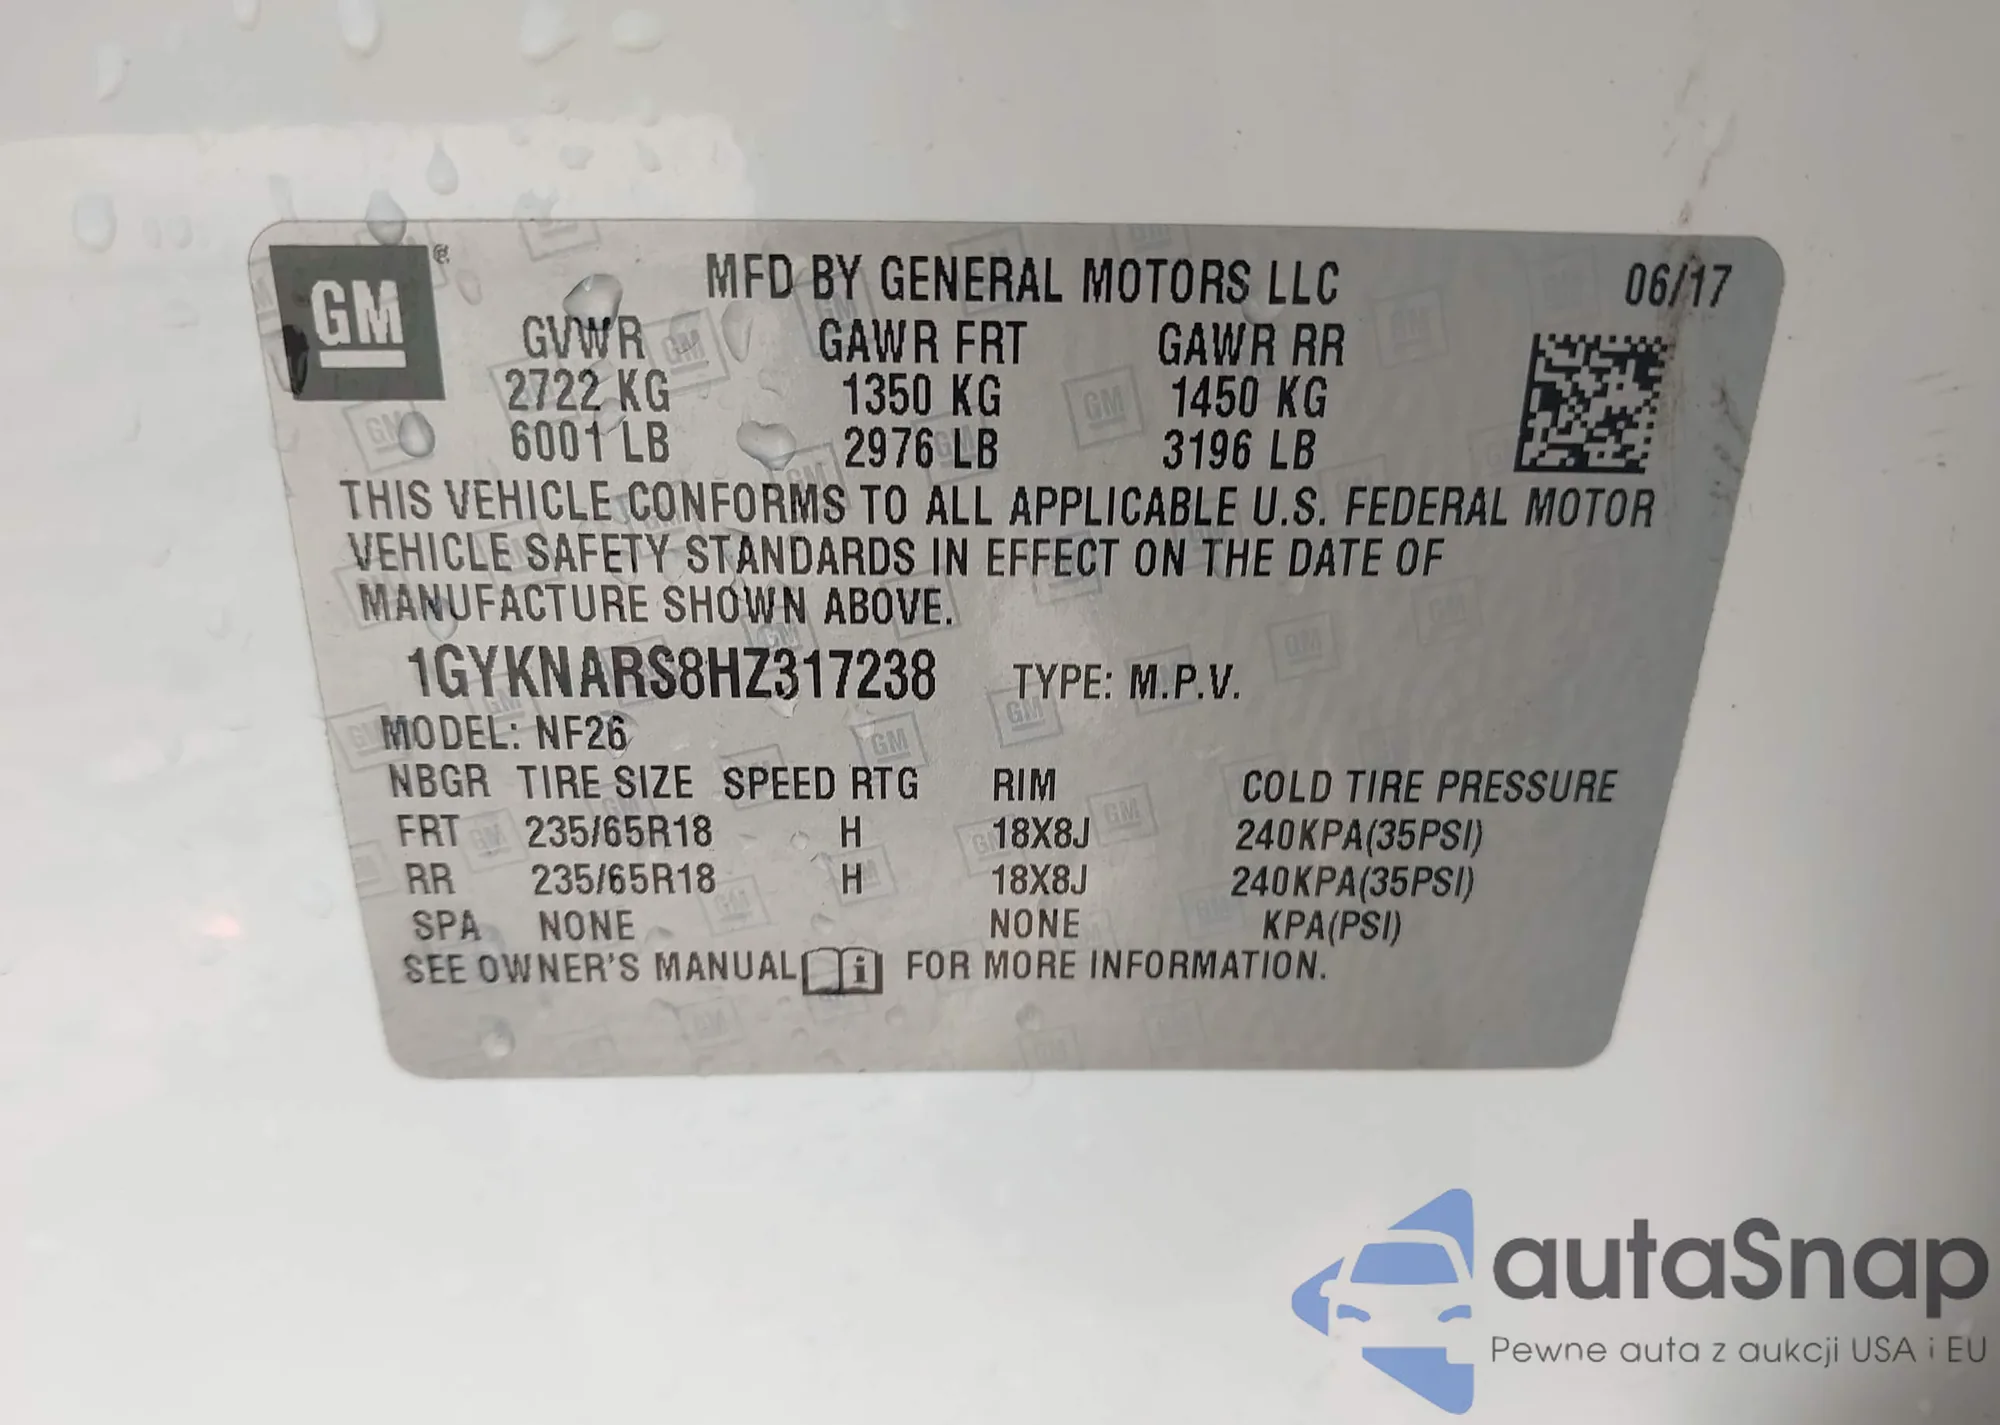 GM
MFD BY GENERAL MOTORS LLC 06/17
GVWR GAWR FRT GAWR RR
2722 KG 1350 KG 1450 KG
6001 LB 2976 LB 3196 LB
THIS VEHICLE CONFORMS TO ALL APPLICABLE U.S. FEDERAL MOTOR
VEHICLE SAFETY STANDARDS IN EFFECT ON THE DATE OF
MANUFACTURE SHOWN ABOVE.
1GYKNARS8HZ317238 TYPE: M.P.V.
MODEL: NF26
NBGR TIRE SIZE SPEED RTG RIM COLD TIRE PRESSURE
FRT 235/65R18 H 18X8J 240KPA(35PSI)
RR 235/65R18 H 18X8J 240KPA(35PSI)
SPA NONE NONE KPA(PSI)
SEE OWNER'S MANUAL i FOR MORE INFORMATION.
autaSnap
Pewne auta z aukcji USA i EU